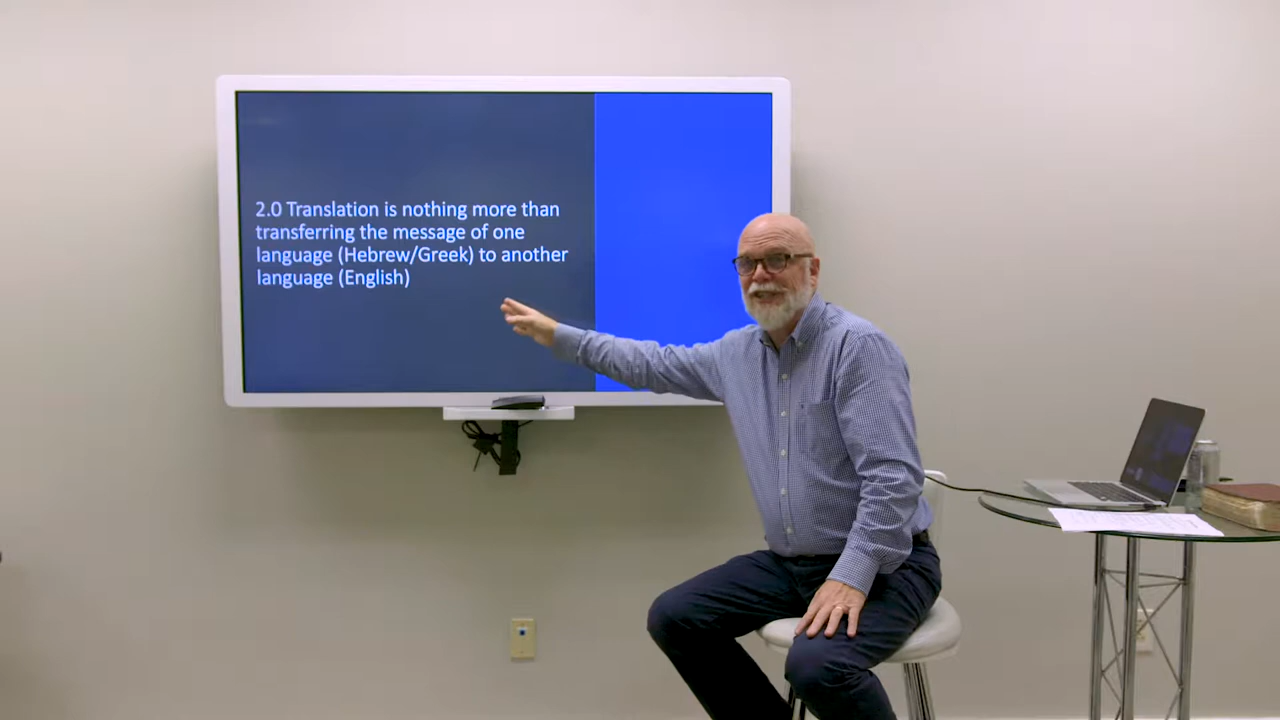 2.0 Translation is nothing more than
transferring the message of one
language (Hebrew/Greek) to another
language (English)